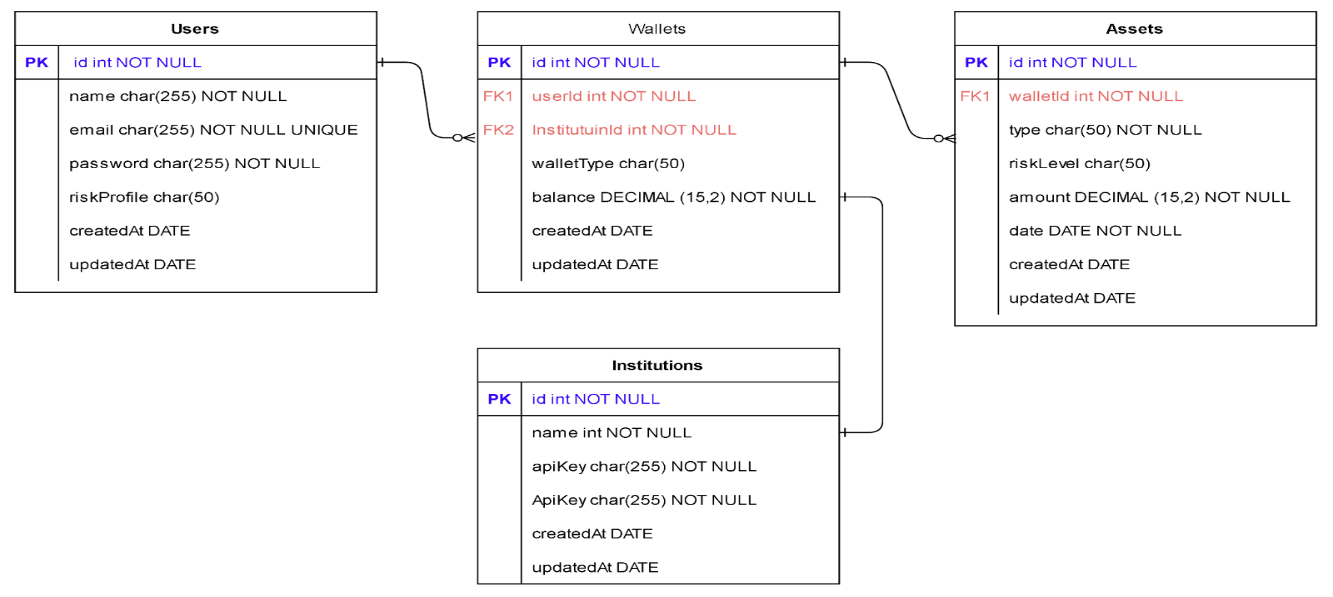 Users
PK id int NOT NULL
name char(255) NOT NULL
email char(255) NOT NULL UNIQUE
password char(255) NOT NULL
riskProfile char(50)
createdAt DATE
updatedAt DATE
Wallets
PK id int NOT NULL
FK1 userId int NOT NULL
FK2 InstitutuinId int NOT NULL
walletType char(50)
balance DECIMAL (15,2) NOT NULL
createdAt DATE
updatedAt DATE
Assets
PK id int NOT NULL
FK1 walletId int NOT NULL
type char(50) NOT NULL
riskLevel char(50)
amount DECIMAL (15,2) NOT NULL
date DATE NOT NULL
createdAt DATE
updatedAt DATE
Institutions
PK id int NOT NULL
name int NOT NULL
apiKey char(255) NOT NULL
ApiKey char(255) NOT NULL
createdAt DATE
updatedAt DATE